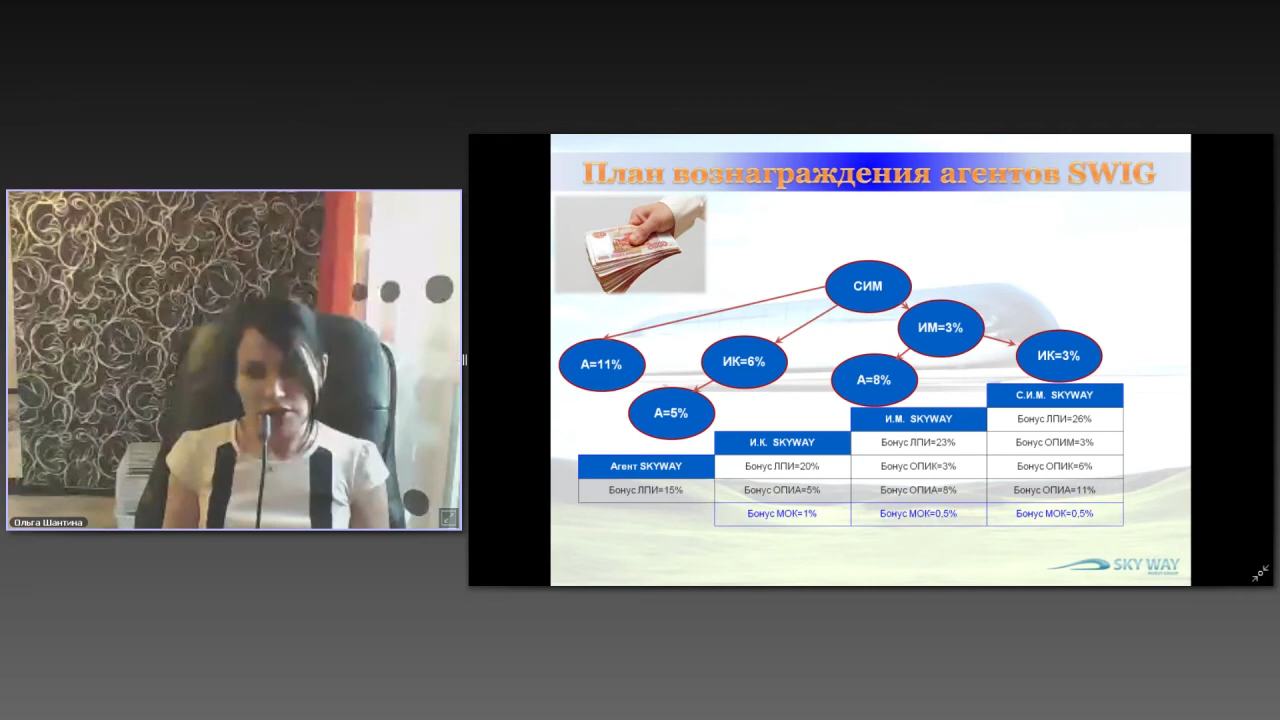 План вознаграждения агентов SWIG
СИМ
ИМ=3%
А=11%
ИК=6%
ИК=3%
А=8%
А=5%
С.И.М. SKYWAY
И.М. SKYWAY
Бонус ЛПИ=26%
И.К. SKYWAY
Бонус ЛПИ=23%
Бонус ОПИМ=3%
Агент SKYWAY
Бонус ЛПИ=20%
Бонус ОПИК=3%
Бонус ОПИК=6%
Бонус ЛПИ=15%
Бонус ОПИА=5%
Бонус ОПИА=8%
Бонус ОПИА=11%
Бонус МОК=1%
Бонус МОК=0,5%
Бонус МОК=0,5%
SKY WAY
Ольга Шантина